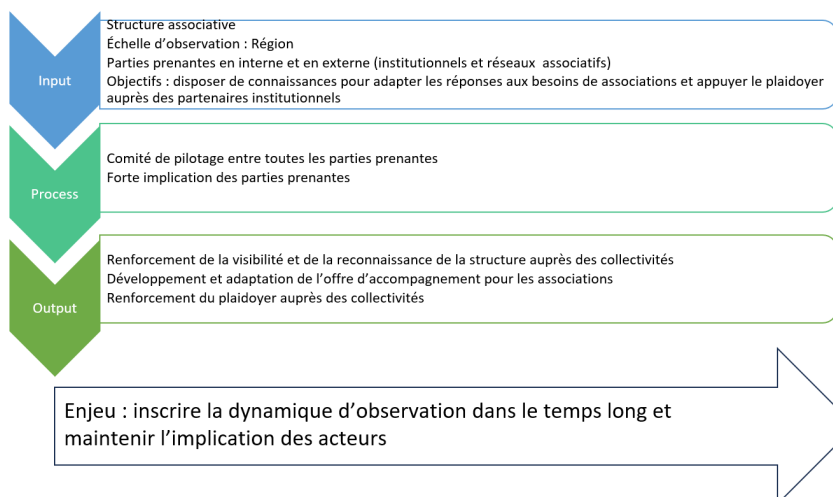 Input
Structure associative
Échelle d'observation : Région
Parties prenantes en interne et en externe (institutionnels et réseaux associatifs)
Objectifs : disposer de connaissances pour adapter les réponses aux besoins de associations et appuyer le plaidoyer
auprès des partenaires institutionnels
Process
Comité de pilotage entre toutes les parties prenantes
Forte implication des parties prenantes
Output
Renforcement de la visibilité et de la reconnaissance de la structure auprès des collectivités
Développement et adaptation de l'offre d'accompagnement pour les associations
Renforcement du plaidoyer auprès des collectivités
Enjeu : inscrire la dynamique d'observation dans le temps long et
maintenir l'implication des acteurs